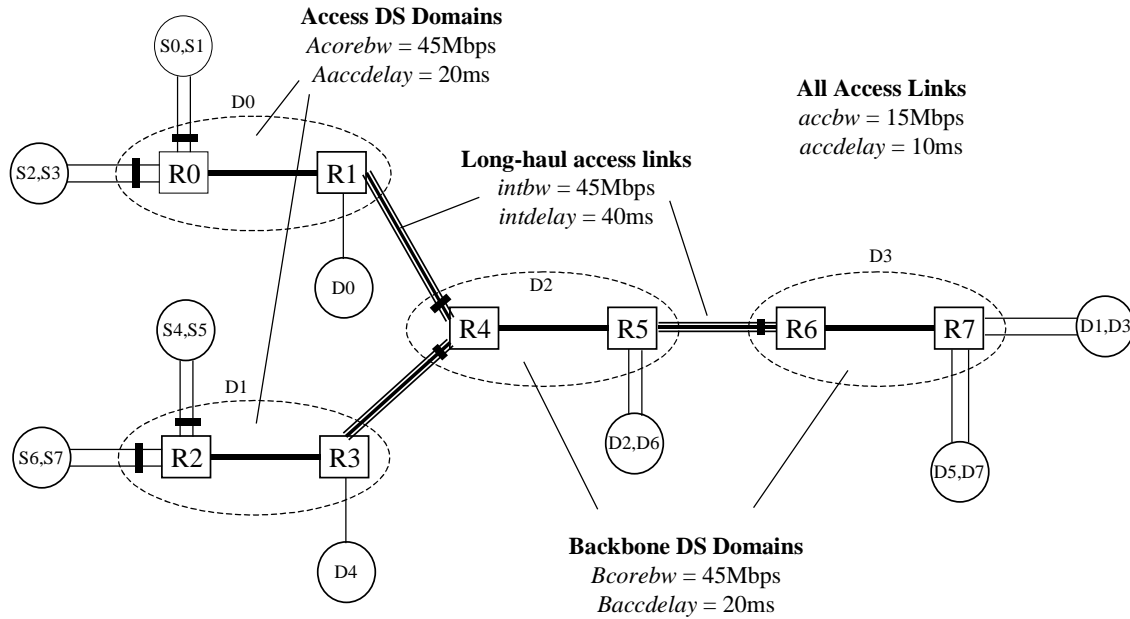 Access DS Domains
Acorebw = 45Mbps
Aaccdelay = 20ms
S0,S1
D0
All Access Links
accbw = 15Mbps
accdelay = 10ms
S2,S3
R0
R1
Long-haul access links
intbw = 45Mbps
intdelay = 40ms
D0
D2
D3
S4,S5
R4
R5
R6
R7
D1,D3
D1
S6,S7
R2
R3
D2,D6
D5,D7
D4
Backbone DS Domains
Bcorebw = 45Mbps
Baccdelay = 20ms